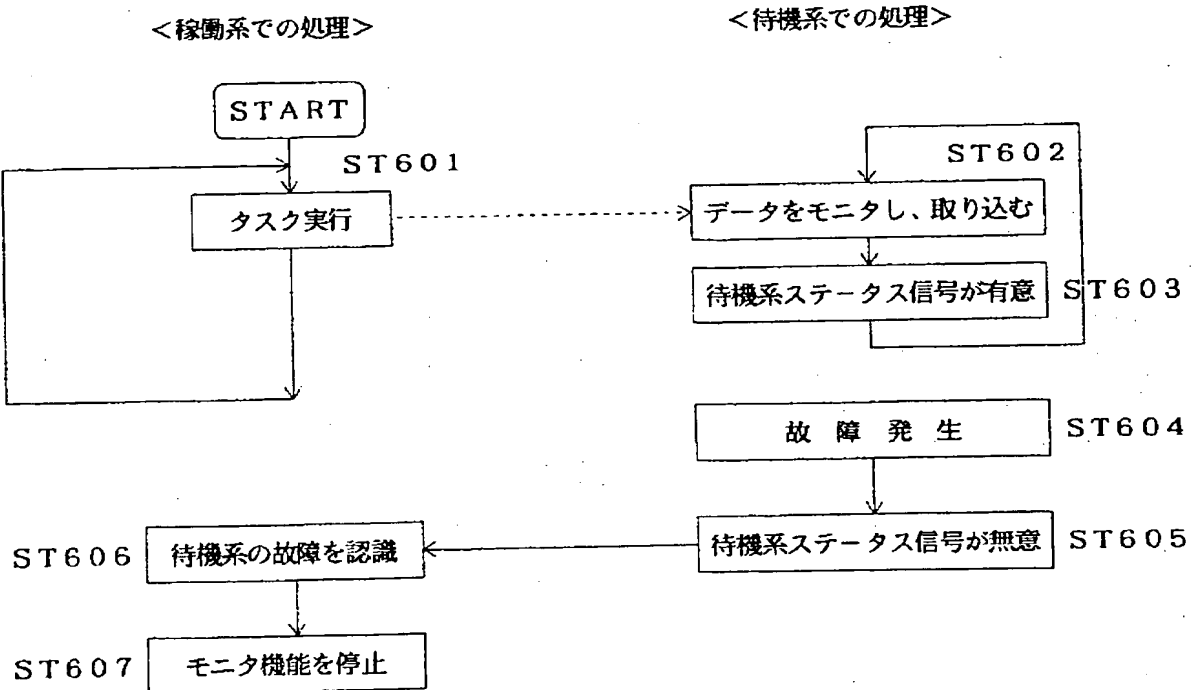 <稼働系での処理>
<待機系での処理>
START
ST601
タスク実行
ST602
データをモニタし、取り込む
待機系ステータス信号が有意
ST603
故障発生
ST604
待機系ステータス信号が無意
ST605
ST606
待機系の故障を認識
ST607
モニタ機能を停止